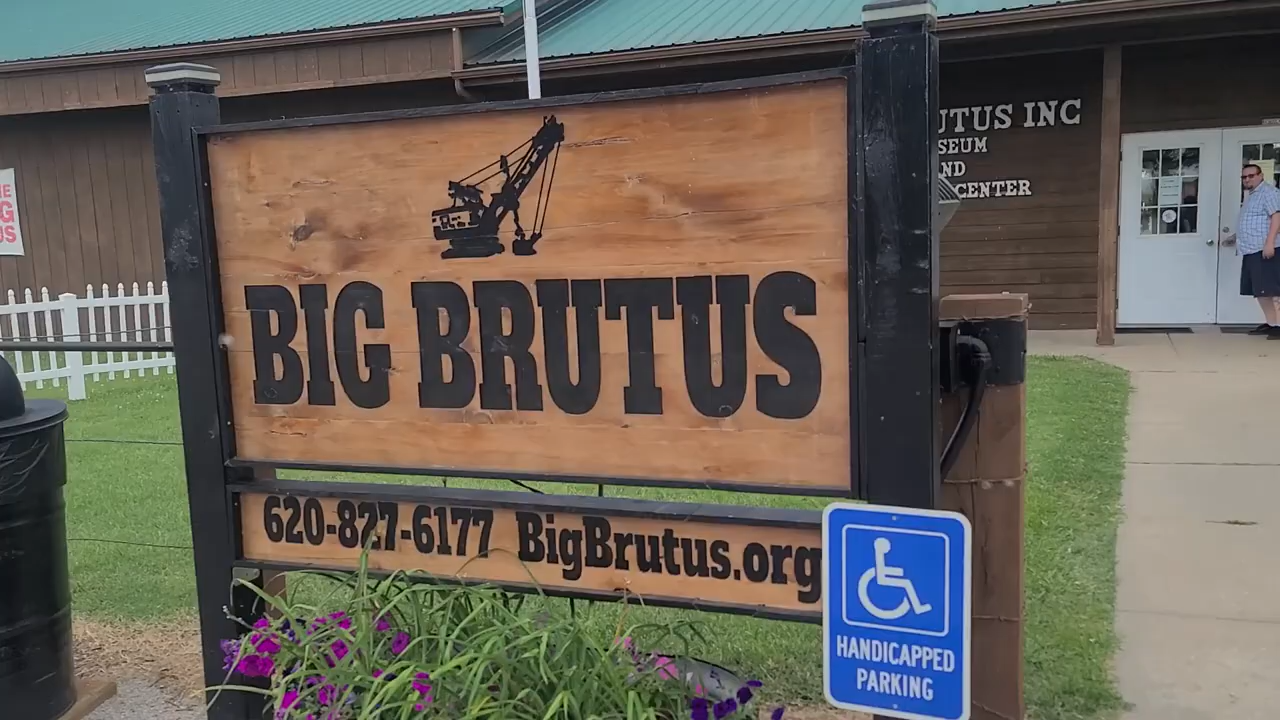 BIG BRUTUS
620-827-6177 BigBrutus.org
HANDICAPPED
PARKING
UTUS INC
SEUM
ND
CENTER